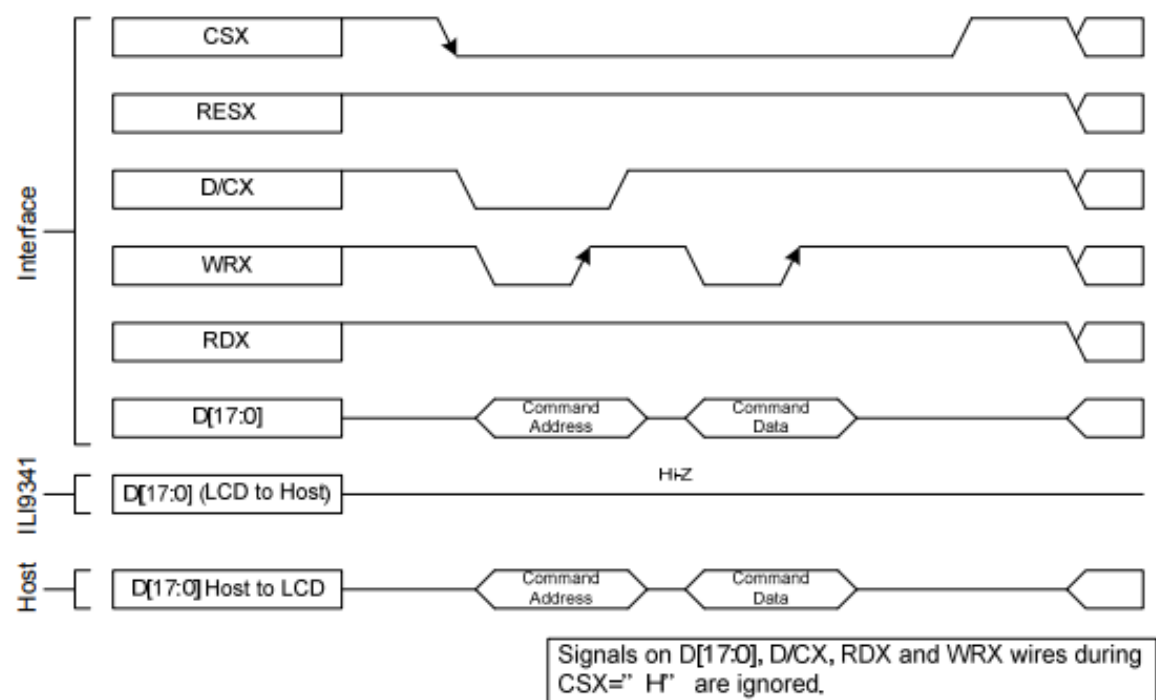 CSX
RESX
D/CX
WRX
RDX
D[17:0]
Command
Address
Command
Data
Interface
D[17:0] (LCD to Host)
Hi-Z
ILI9341
D[17:0] Host to LCD
Command
Address
Command
Data
Host
Signals on D[17:0], D/CX, RDX and WRX wires during
CSX=” H” are ignored.